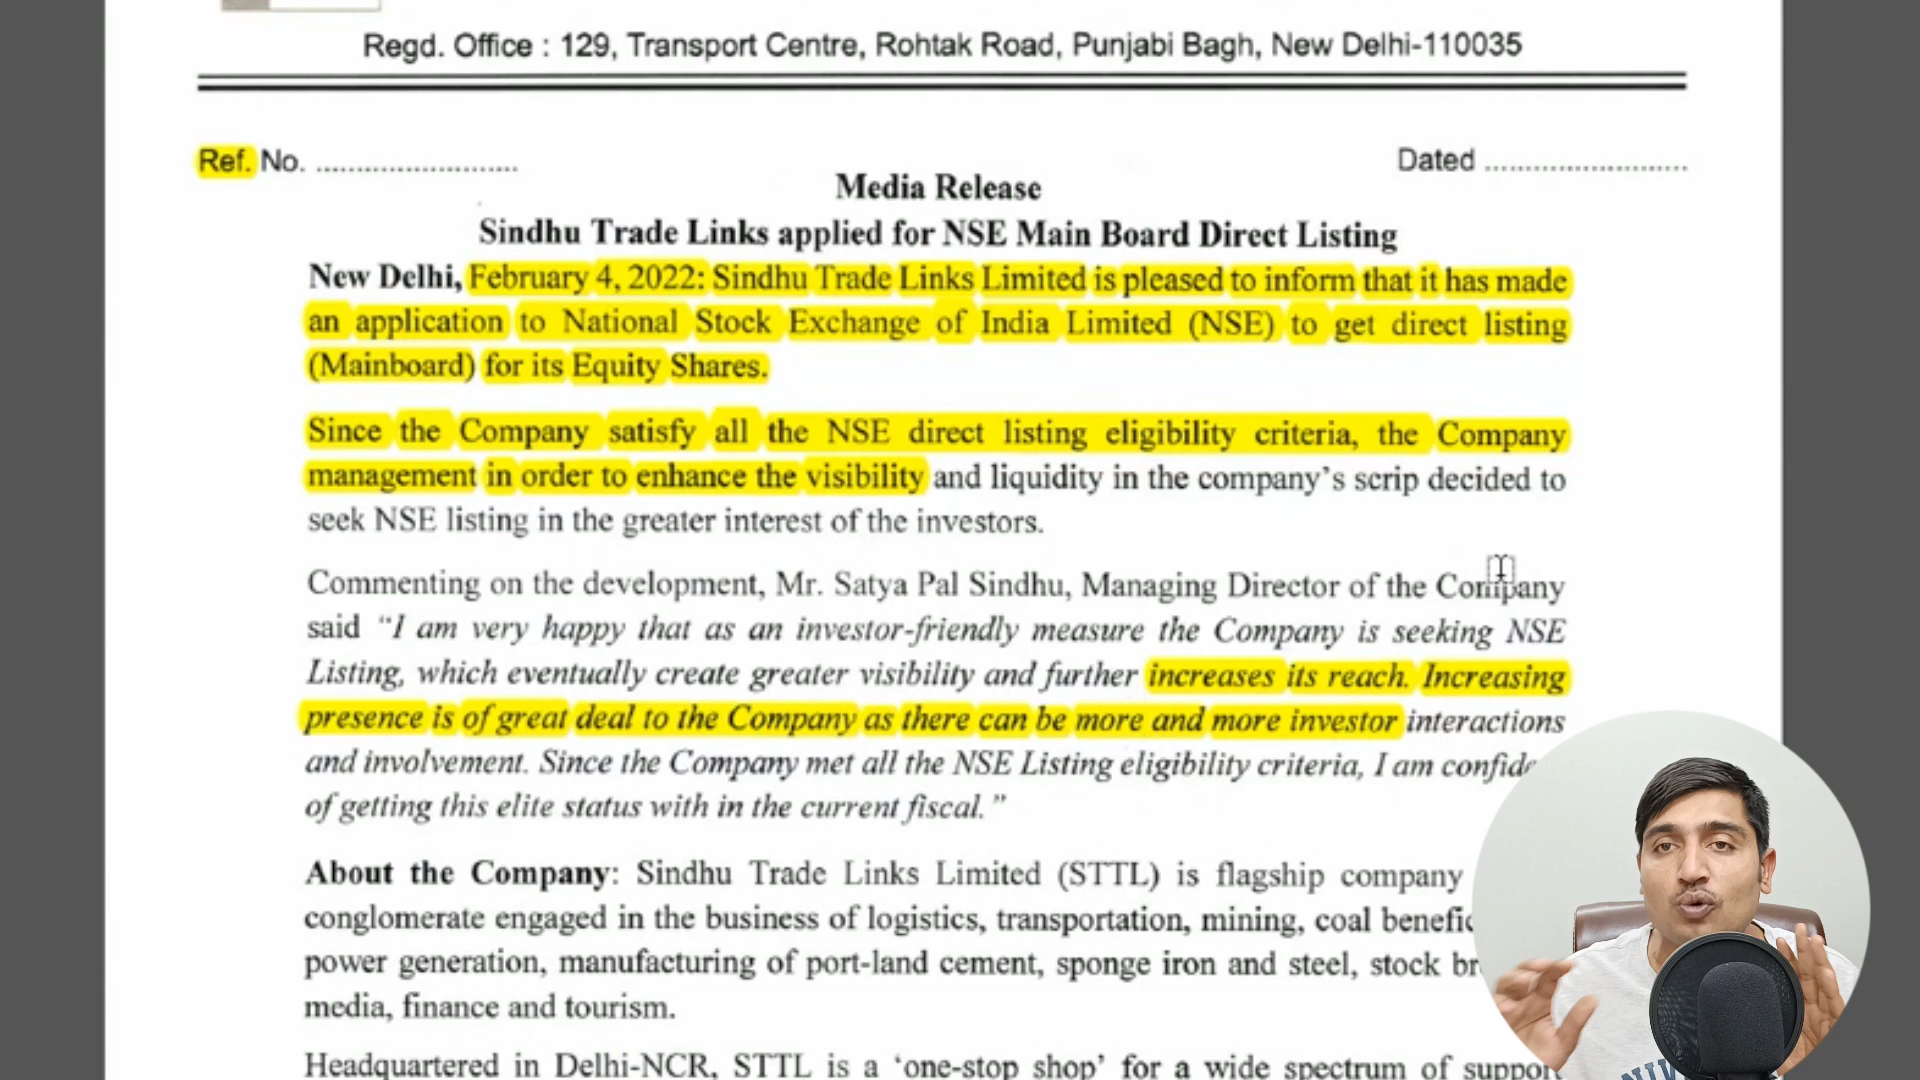 Regd. Office : 129, Transport Centre, Rohtak Road, Punjabi Bagh, New Delhi-110035
Ref. No. ..........................
Dated ..........................
Media Release
Sindhu Trade Links applied for NSE Main Board Direct Listing
New Delhi, February 4, 2022: Sindhu Trade Links Limited is pleased to inform that it has made
an application to National Stock Exchange of India Limited (NSE) to get direct listing
(Mainboard) for its Equity Shares.
Since the Company satisfy all the NSE direct listing eligibility criteria, the Company
management in order to enhance the visibility and liquidity in the company's scrip decided to
seek NSE listing in the greater interest of the investors.
Commenting on the development, Mr. Satya Pal Sindhu, Managing Director of the Company
said "I am very happy that as an investor-friendly measure the Company is seeking NSE
Listing, which eventually create greater visibility and further increases its reach. Increasing
presence is of great deal to the Company as there can be more and more investor interactions
and involvement. Since the Company met all the NSE Listing eligibility criteria, I am
of getting this elite status with in the current fiscal."
About the Company: Sindhu Trade Links Limited (STTL) is flagship company
conglomerate engaged in the business of logistics, transportation, mining, coal
power generation, manufacturing of port-land cement, sponge iron and steel, stock
media, finance and tourism.
Headquartered in Delhi-NCR, STTL is a 'one-stop shop' for a wide spectrum of support